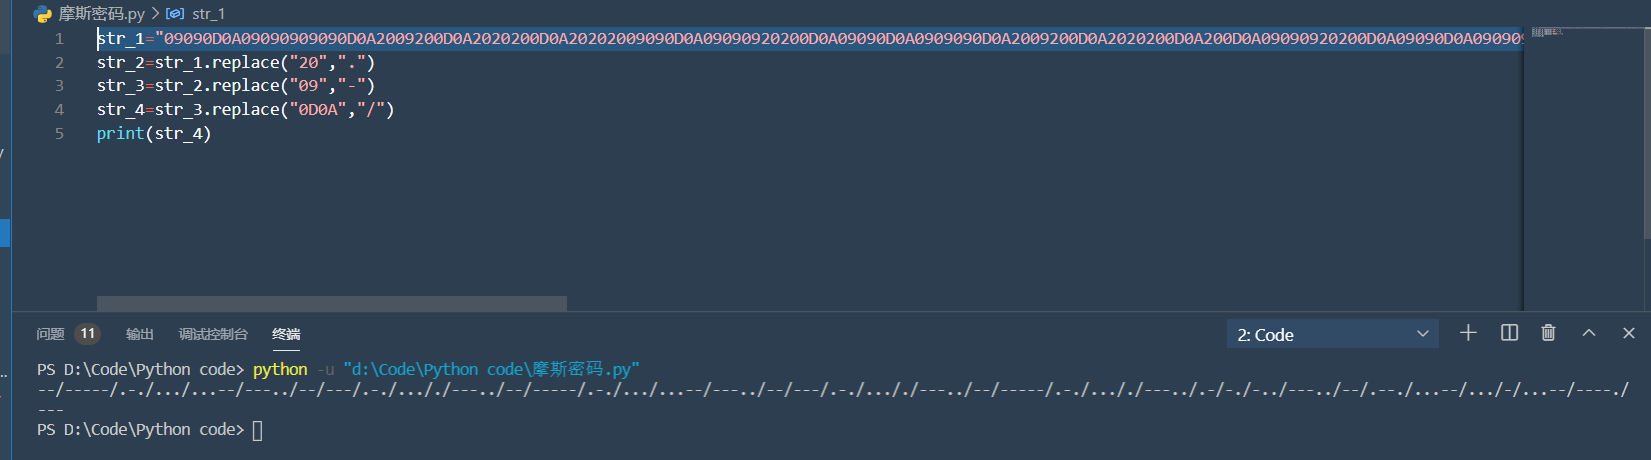 摩斯密码.py > str_1
1 str_1="09090D0A09090909090D0A2009200D0A2020200D0A20202009090D0A09090920200D0A09090D0A0909090D0A2009200D0A2020200D0A200D0A09090920200D0A09090D0A090909
2 str_2=str_1.replace("20",".")
3 str_3=str_2.replace("09","-")
4 str_4=str_3.replace("0D0A","/")
5 print(str_4)
问题 11 输出 调试控制台 终端 2: Code
PS D:\Code\Python code> python -u "d:\Code\Python code\摩斯密码.py"
--/-----/.-./.../...--/---../--/---/.-./..././---../--/-----/.-./.../...--/---../--/---/.-./..././---../--/-----/.-./..././---../.-/-./-../---../--/.--./...--/.../-/...--/----./
---
PS D:\Code\Python code>